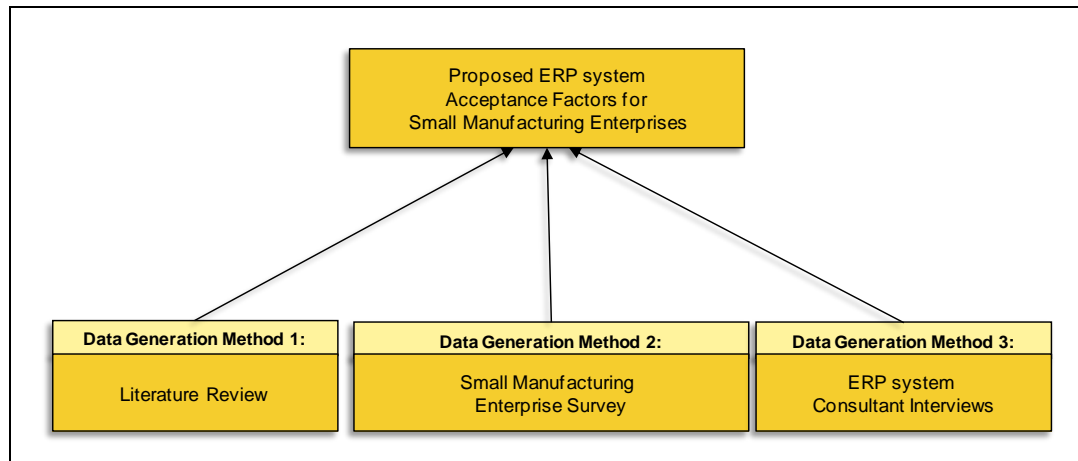 Proposed ERP system
Acceptance Factors for
Small Manufacturing Enterprises
Data Generation Method 1:
Literature Review
Data Generation Method 2:
Small Manufacturing
Enterprise Survey
Data Generation Method 3:
ERP system
Consultant Interviews